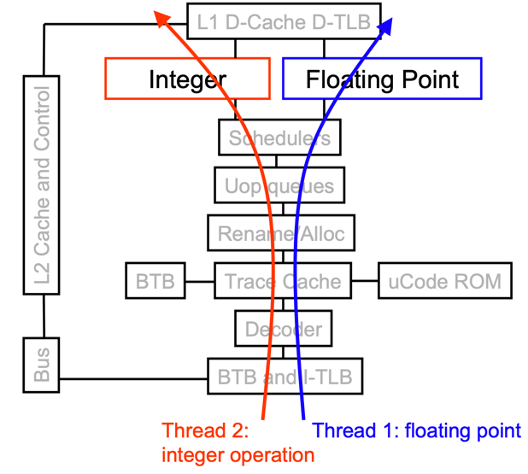 L1 D-Cache D-TLB
Integer
Floating Point
L2 Cache and Control
Schedulers
Uop queues
Rename/Alloc
BTB
Trace Cache
uCode ROM
Decoder
Bus
BTB and I-TLB
Thread 2:
integer operation
Thread 1: floating point